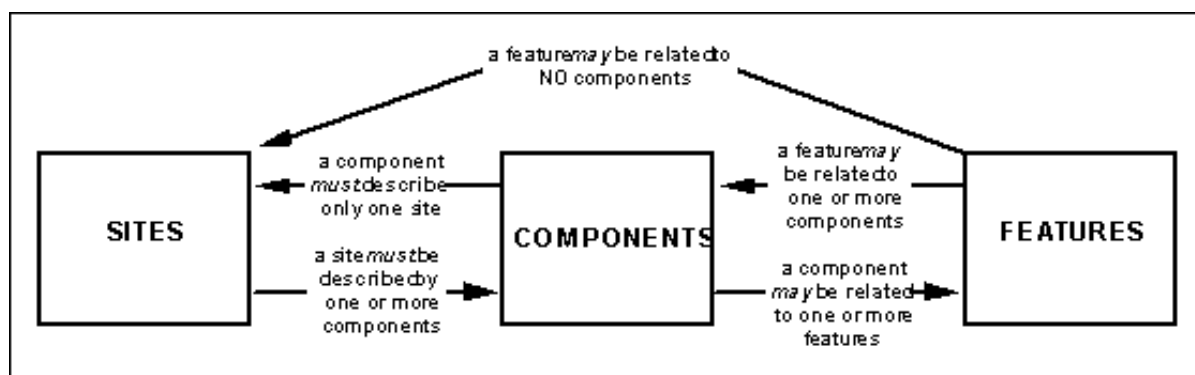 a feature may be related to
NO components
a component
must describe
only one site
a feature may
be related to
one or more
components
SITES
COMPONENTS
FEATURES
a site must be
described by
one or more
components
a component
may be related
to one or more
features